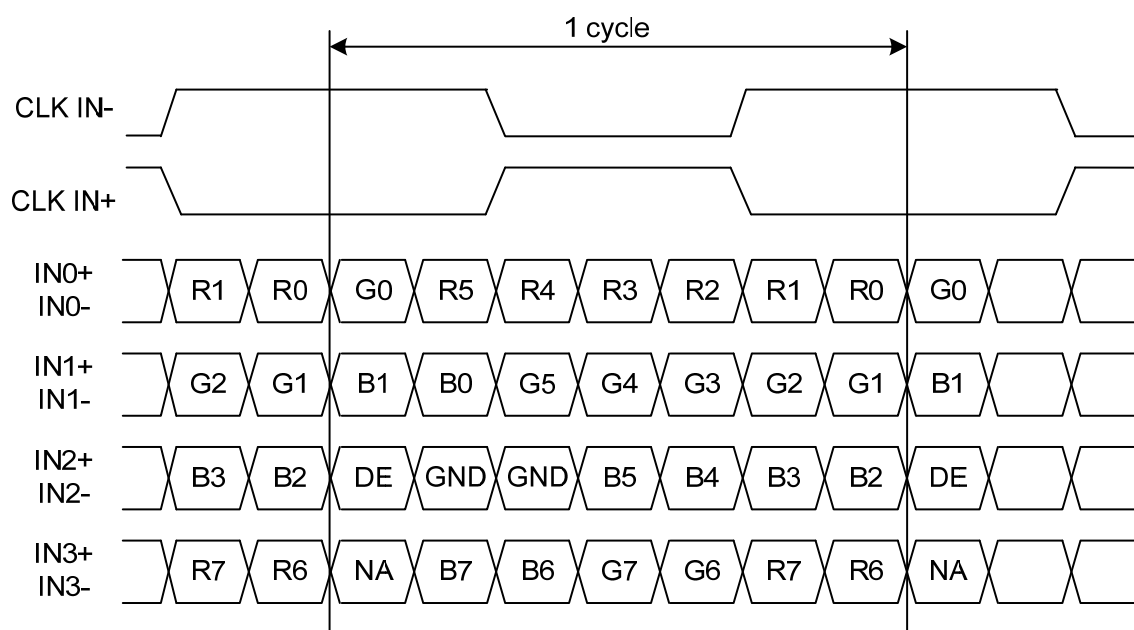 1 cycle
CLK IN-
CLK IN+
IN0+
IN0-
R1 R0 G0 R5 R4 R3 R2 R1 R0 G0
IN1+
IN1-
G2 G1 B1 B0 G5 G4 G3 G2 G1 B1
IN2+
IN2-
B3 B2 DE GND GND B5 B4 B3 B2 DE
IN3+
IN3-
R7 R6 NA B7 B6 G7 G6 R7 R6 NA